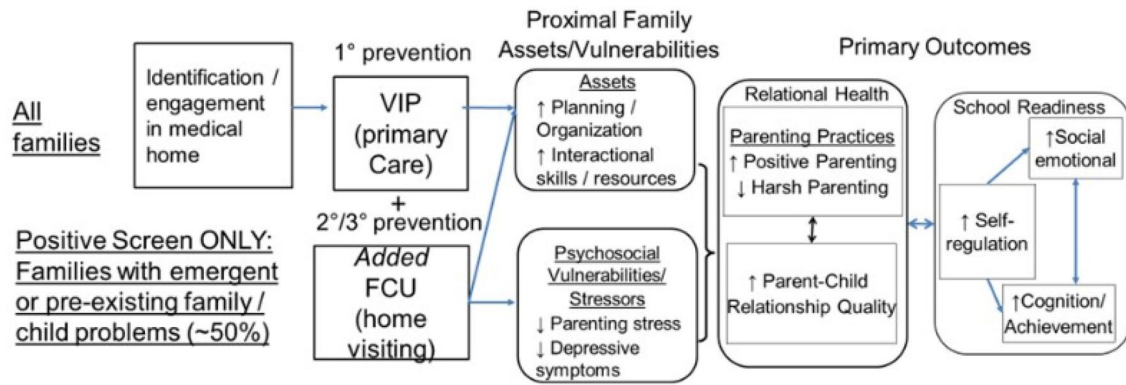 All
families
Positive Screen ONLY:
Families with emergent
or pre-existing family /
child problems (~50%)
Identification /
engagement
in medical
home
1° prevention
VIP
(primary
Care)
+
2°/3° prevention
Added
FCU
(home
visiting)
Proximal Family
Assets/Vulnerabilities
Assets
↑ Planning /
Organization
↑ Interactional
skills / resources
Psychosocial
Vulnerabilities/
Stressors
↓ Parenting stress
↓ Depressive
symptoms
Primary Outcomes
Relational Health
Parenting Practices
↑ Positive Parenting
↓ Harsh Parenting
↑ Parent-Child
Relationship Quality
School Readiness
↑Social
emotional
↑ Self-
regulation
↑Cognition/
Achievement